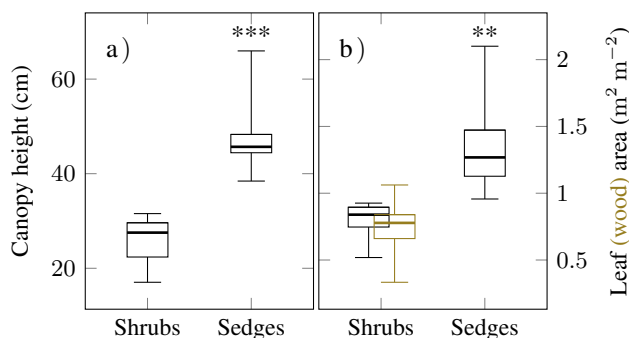 a) *** b) **
60
40
20
Canopy height (cm)
Shrubs Sedges Shrubs Sedges
2
1.5
1
0.5
Leaf (wood) area (m² m⁻²)